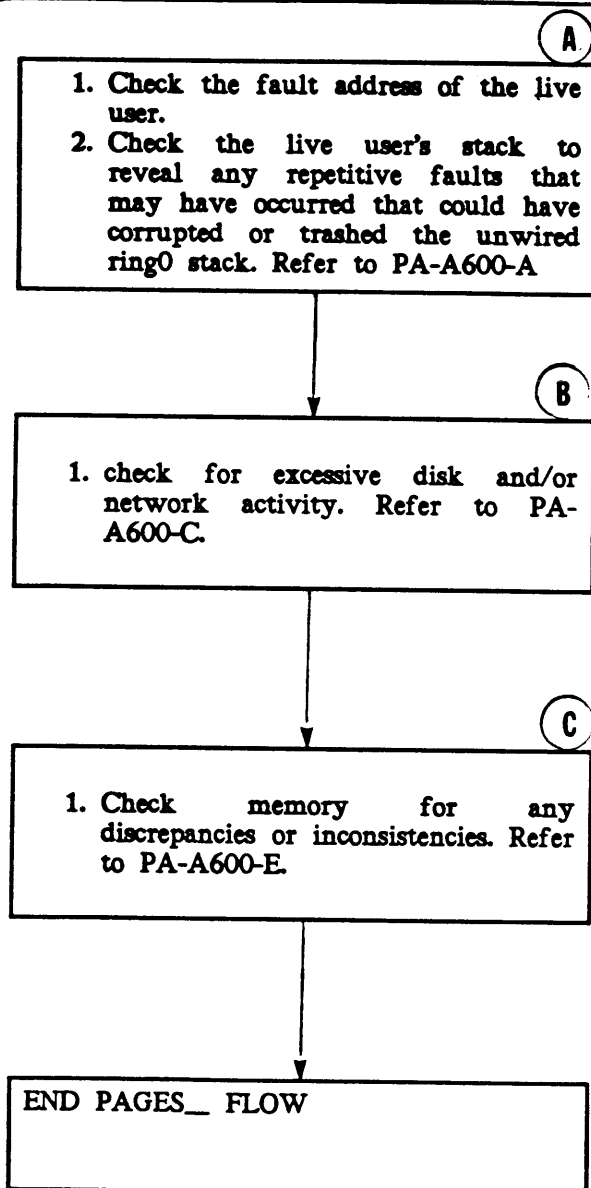 A
1. Check the fault address of the live
user.
2. Check the live user's stack to
reveal any repetitive faults that
may have occurred that could have
corrupted or trashed the unwired
ring0 stack. Refer to PA-A600-A
B
1. check for excessive disk and/or
network activity. Refer to PA-
A600-C.
C
1. Check memory for any
discrepancies or inconsistencies. Refer
to PA-A600-E.
END PAGES__ FLOW